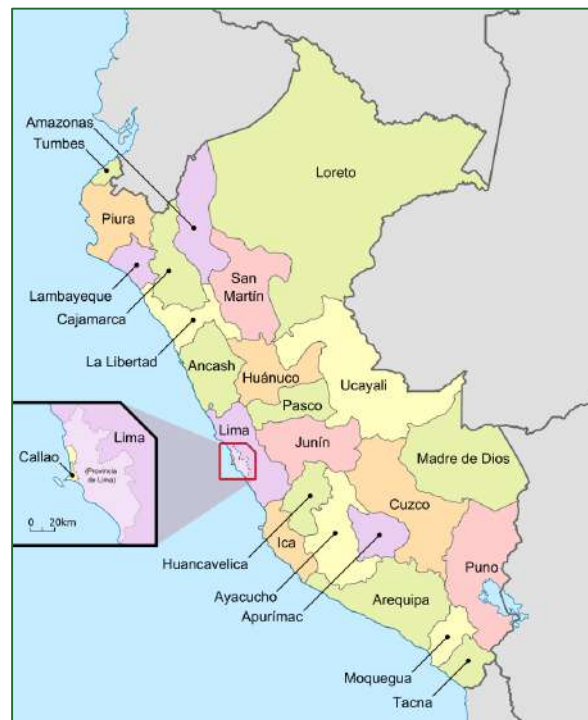 Amazonas
Tumbes
Loreto
Piura
San
Martín
Lambayeque
Cajamarca
La Libertad
Ancash
Huánuco
Ucayali
Pasco
Lima
Lima
Callao
(Provincia
de Lima)
0 20km
Junín
Madre de Dios
Cuzco
Ica
Huancavelica
Puno
Ayacucho
Apurímac
Arequipa
Moquegua
Tacna